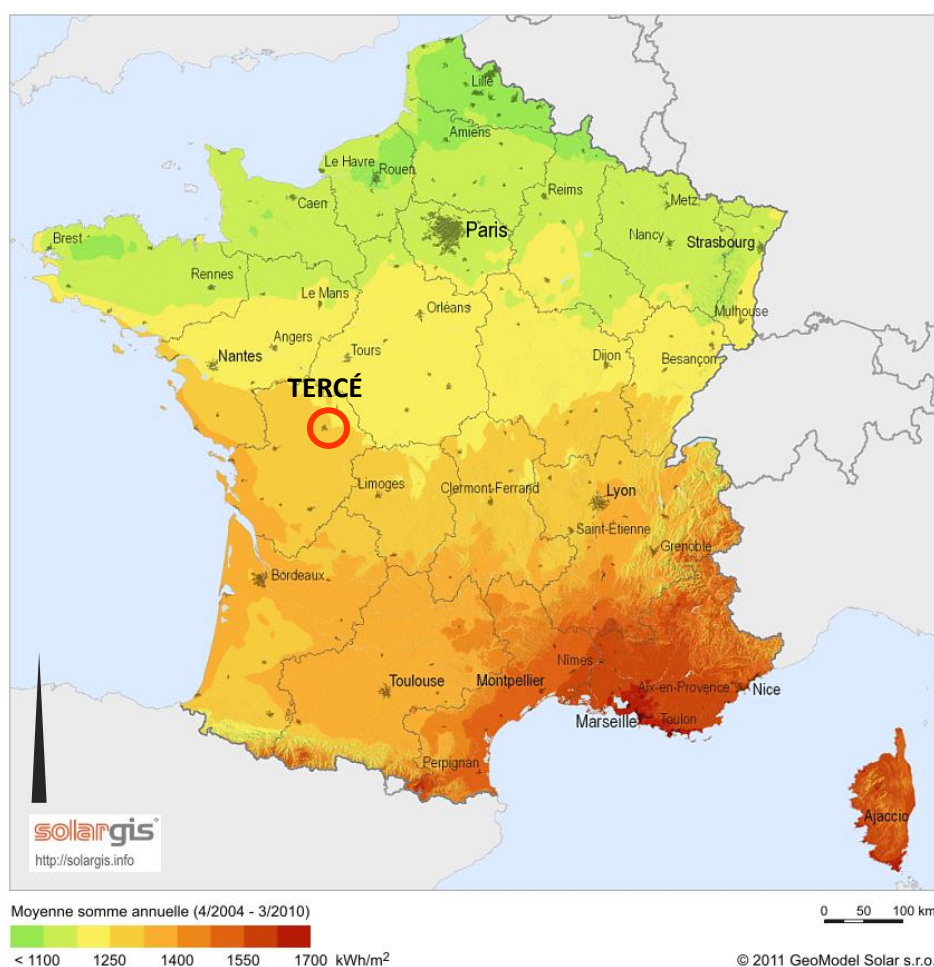 Lille
Amiens
Le Havre
Rouen
Caen
Reims
Metz
Paris
Nancy
Strasbourg
Brest
Rennes
Le Mans
Orléans
Mulhouse
Angers
Nantes
Tours
Dijon
Besançon
TERCÉ
Limoges
Clermont-Ferrand
Lyon
Saint-Etienne
Grenoble
Bordeaux
Nîmes
Toulouse
Montpellier
Aix-en-Provence
Nice
Marseille
Toulon
Perpignan
Ajaccio
solargis
http://solargis.info
Moyenne somme annuelle (4/2004 - 3/2010)
0 50 100 km
< 1100 1250 1400 1550 1700 kWh/m2
© 2011 GeoModel Solar s.r.o.